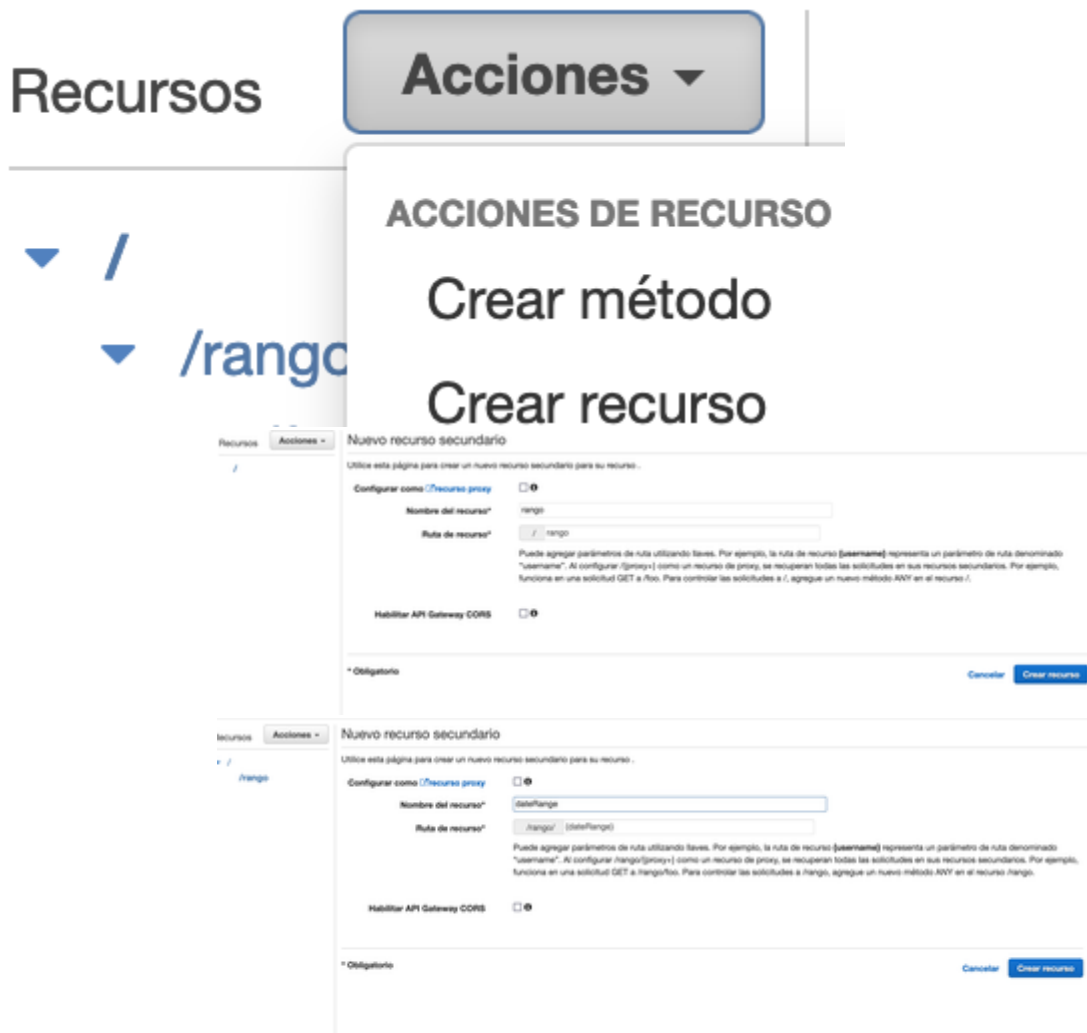 Recursos
Acciones
ACCIONES DE RECURSO
/
Crear método
/rango
Crear recurso
Recursos
Acciones
Nuevo recurso secundario
/
Utilice esta página para crear un nuevo recurso secundario para su recurso .
Configurar como recurso proxy
Nombre del recurso* rango
Ruta de recurso* / rango
Puede agregar parámetros de ruta utilizando llaves. Por ejemplo, la ruta de recurso {username} representa un parámetro de ruta denominado
"username". Al configurar /{proxy+} como un recurso de proxy, se recuperan todas las solicitudes en sus recursos secundarios. Por ejemplo,
funciona en una solicitud GET a /foo. Para controlar las solicitudes a /, agregue un nuevo método ANY en el recurso /.
Habilitar API Gateway CORS
* Obligatorio
Cancelar Crear recurso
ecursos
Acciones
Nuevo recurso secundario
/
Utilice esta página para crear un nuevo recurso secundario para su recurso .
/rango
Configurar como recurso proxy
Nombre del recurso* dateRange
Ruta de recurso* /rango/ {dateRange}
Puede agregar parámetros de ruta utilizando llaves. Por ejemplo, la ruta de recurso {username} representa un parámetro de ruta denominado
"username". Al configurar /rango/{proxy+} como un recurso de proxy, se recuperan todas las solicitudes en sus recursos secundarios. Por ejemplo,
funciona en una solicitud GET a /rango/foo. Para controlar las solicitudes a /rango, agregue un nuevo método ANY en el recurso /rango.
Habilitar API Gateway CORS
* Obligatorio
Cancelar Crear recurso